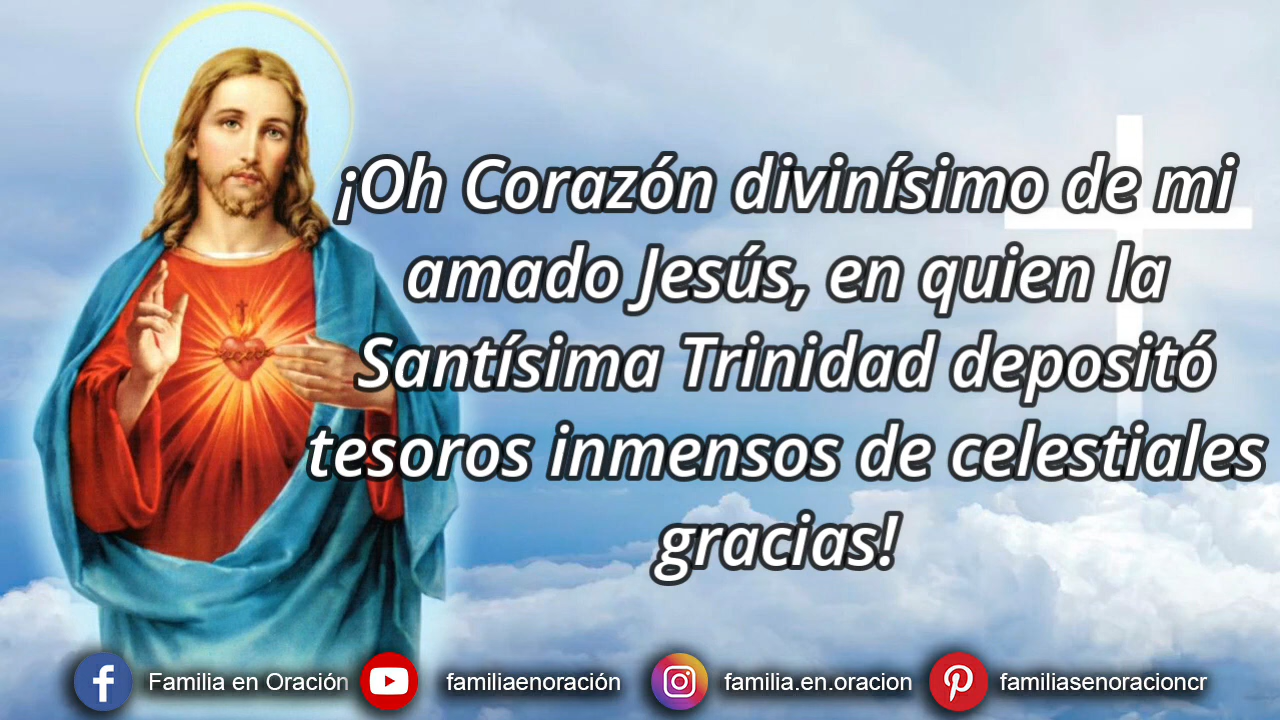 ¡Oh Corazón divinísimo de mi
amado Jesús, en quien la
Santísima Trinidad depositó
tesoros inmensos de celestiales
gracias!
Familia en Oración familiaenoración familia.en.oracion familiasenoracioncr